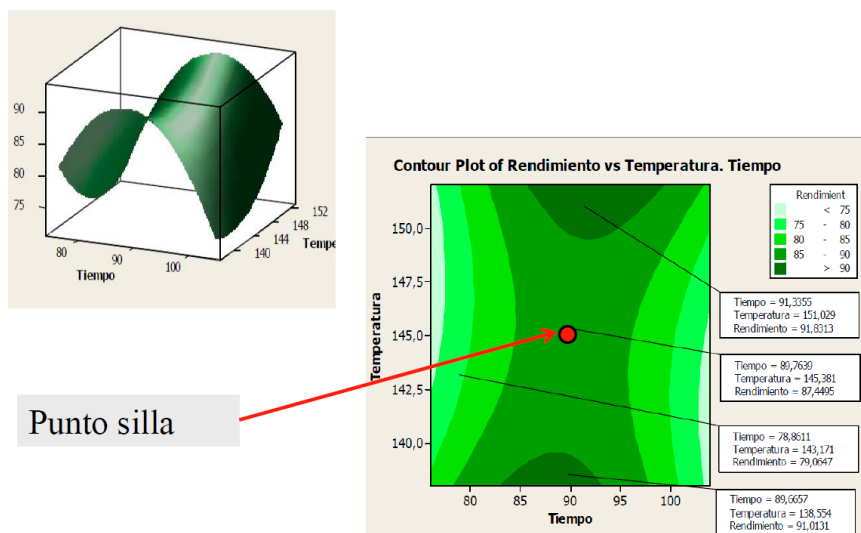 90
85
80
75
80
90
100
Tiempo
140
144
148
152
Tempe
Punto silla
Contour Plot of Rendimiento vs Temperatura. Tiempo
Temperatura
150,0
147,5
145,0
142,5
140,0
80 85 90 95 100
Tiempo
Rendimient
< 75
75 - 80
80 - 85
85 - 90
> 90
Tiempo = 91,3355
Temperatura = 151,029
Rendimiento = 91,8313
Tiempo = 89,7639
Temperatura = 145,381
Rendimiento = 87,4495
Tiempo = 78,8611
Temperatura = 143,171
Rendimiento = 79,0647
Tiempo = 89,6657
Temperatura = 138,554
Rendimiento = 91,0131